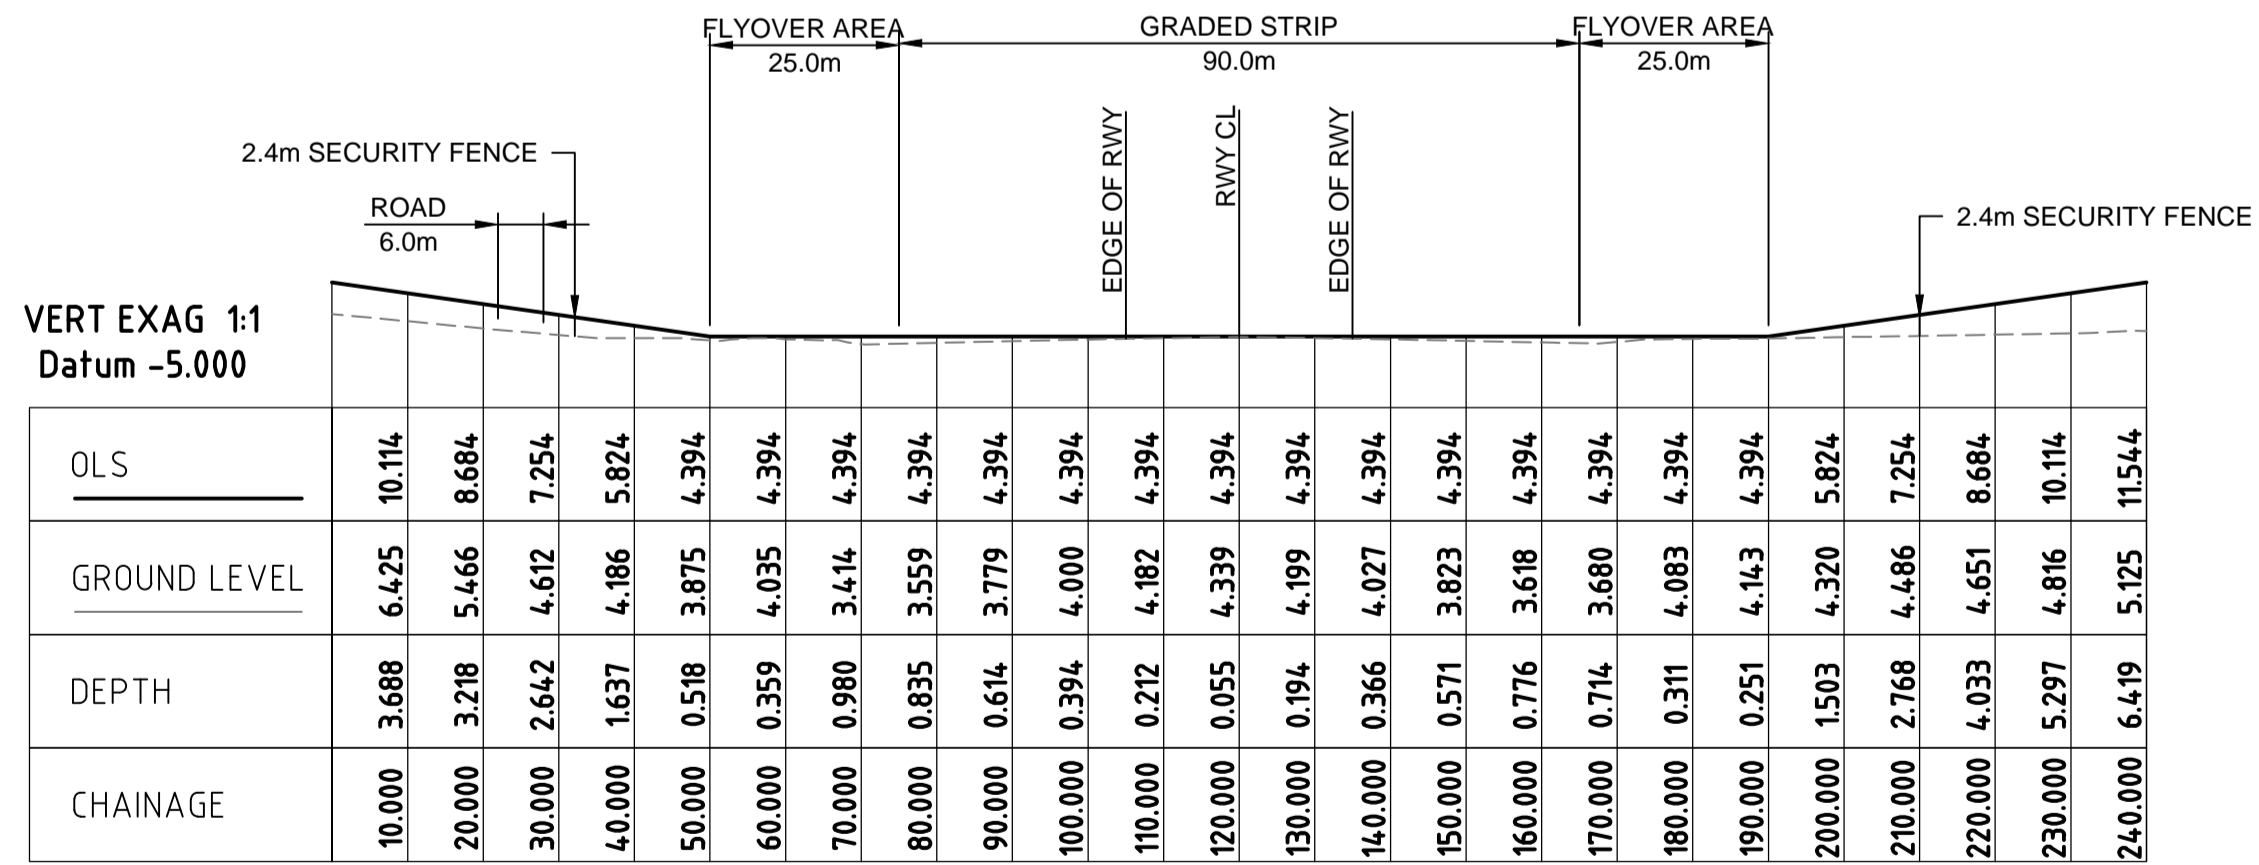 FLYOVER AREA GRADED STRIP FLYOVER AREA
25.0m 90.0m 25.0m
EDGE OF RWY
RWY CL
EDGE OF RWY
2.4m SECURITY FENCE
ROAD
6.0m
2.4m SECURITY FENCE
VERT EXAG 1:1
Datum -5.000
OLS 10.114 8.684 7.254 5.824 4.394 4.394 4.394 4.394 4.394 4.394 4.394 4.394 4.394 4.394 4.394 4.394 4.394 4.394 4.394 5.824 7.254 8.684 10.114 11.544
GROUND LEVEL 6.425 5.466 4.612 4.186 3.875 4.035 3.414 3.559 3.779 4.000 4.182 4.339 4.199 4.027 3.823 3.618 3.680 4.083 4.143 4.320 4.486 4.651 4.816 5.125
DEPTH 3.688 3.218 2.642 1.637 0.518 0.359 0.980 0.835 0.614 0.394 0.212 0.055 0.194 0.366 0.571 0.776 0.714 0.311 0.251 1.503 2.768 4.033 5.297 6.419
CHAINAGE 10.000 20.000 30.000 40.000 50.000 60.000 70.000 80.000 90.000 100.000 110.000 120.000 130.000 140.000 150.000 160.000 170.000 180.000 190.000 200.000 210.000 220.000 230.000 240.000